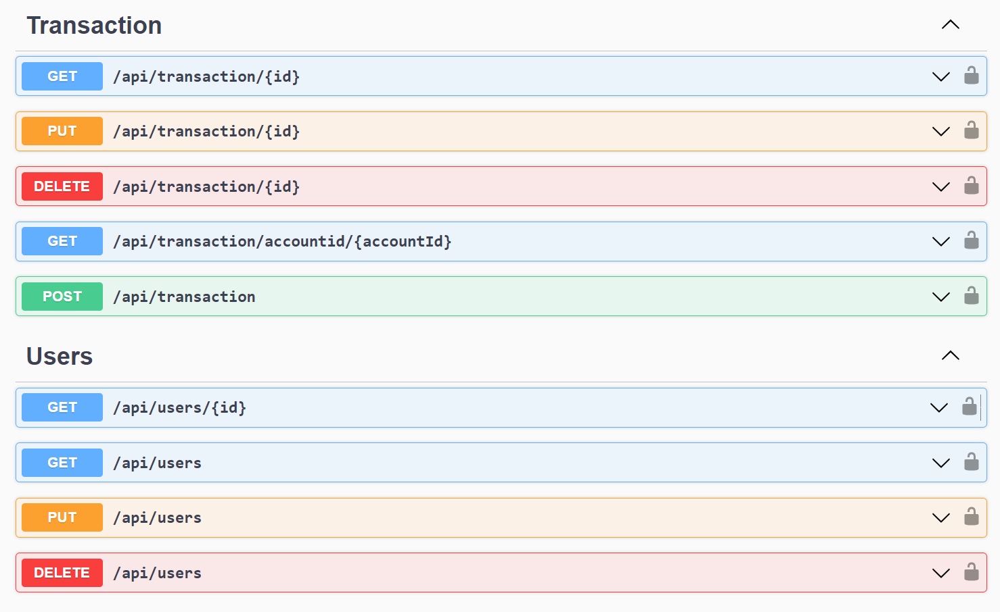 Transaction
GET /api/transaction/{id}
PUT /api/transaction/{id}
DELETE /api/transaction/{id}
GET /api/transaction/accountid/{accountId}
POST /api/transaction
Users
GET /api/users/{id}
GET /api/users
PUT /api/users
DELETE /api/users